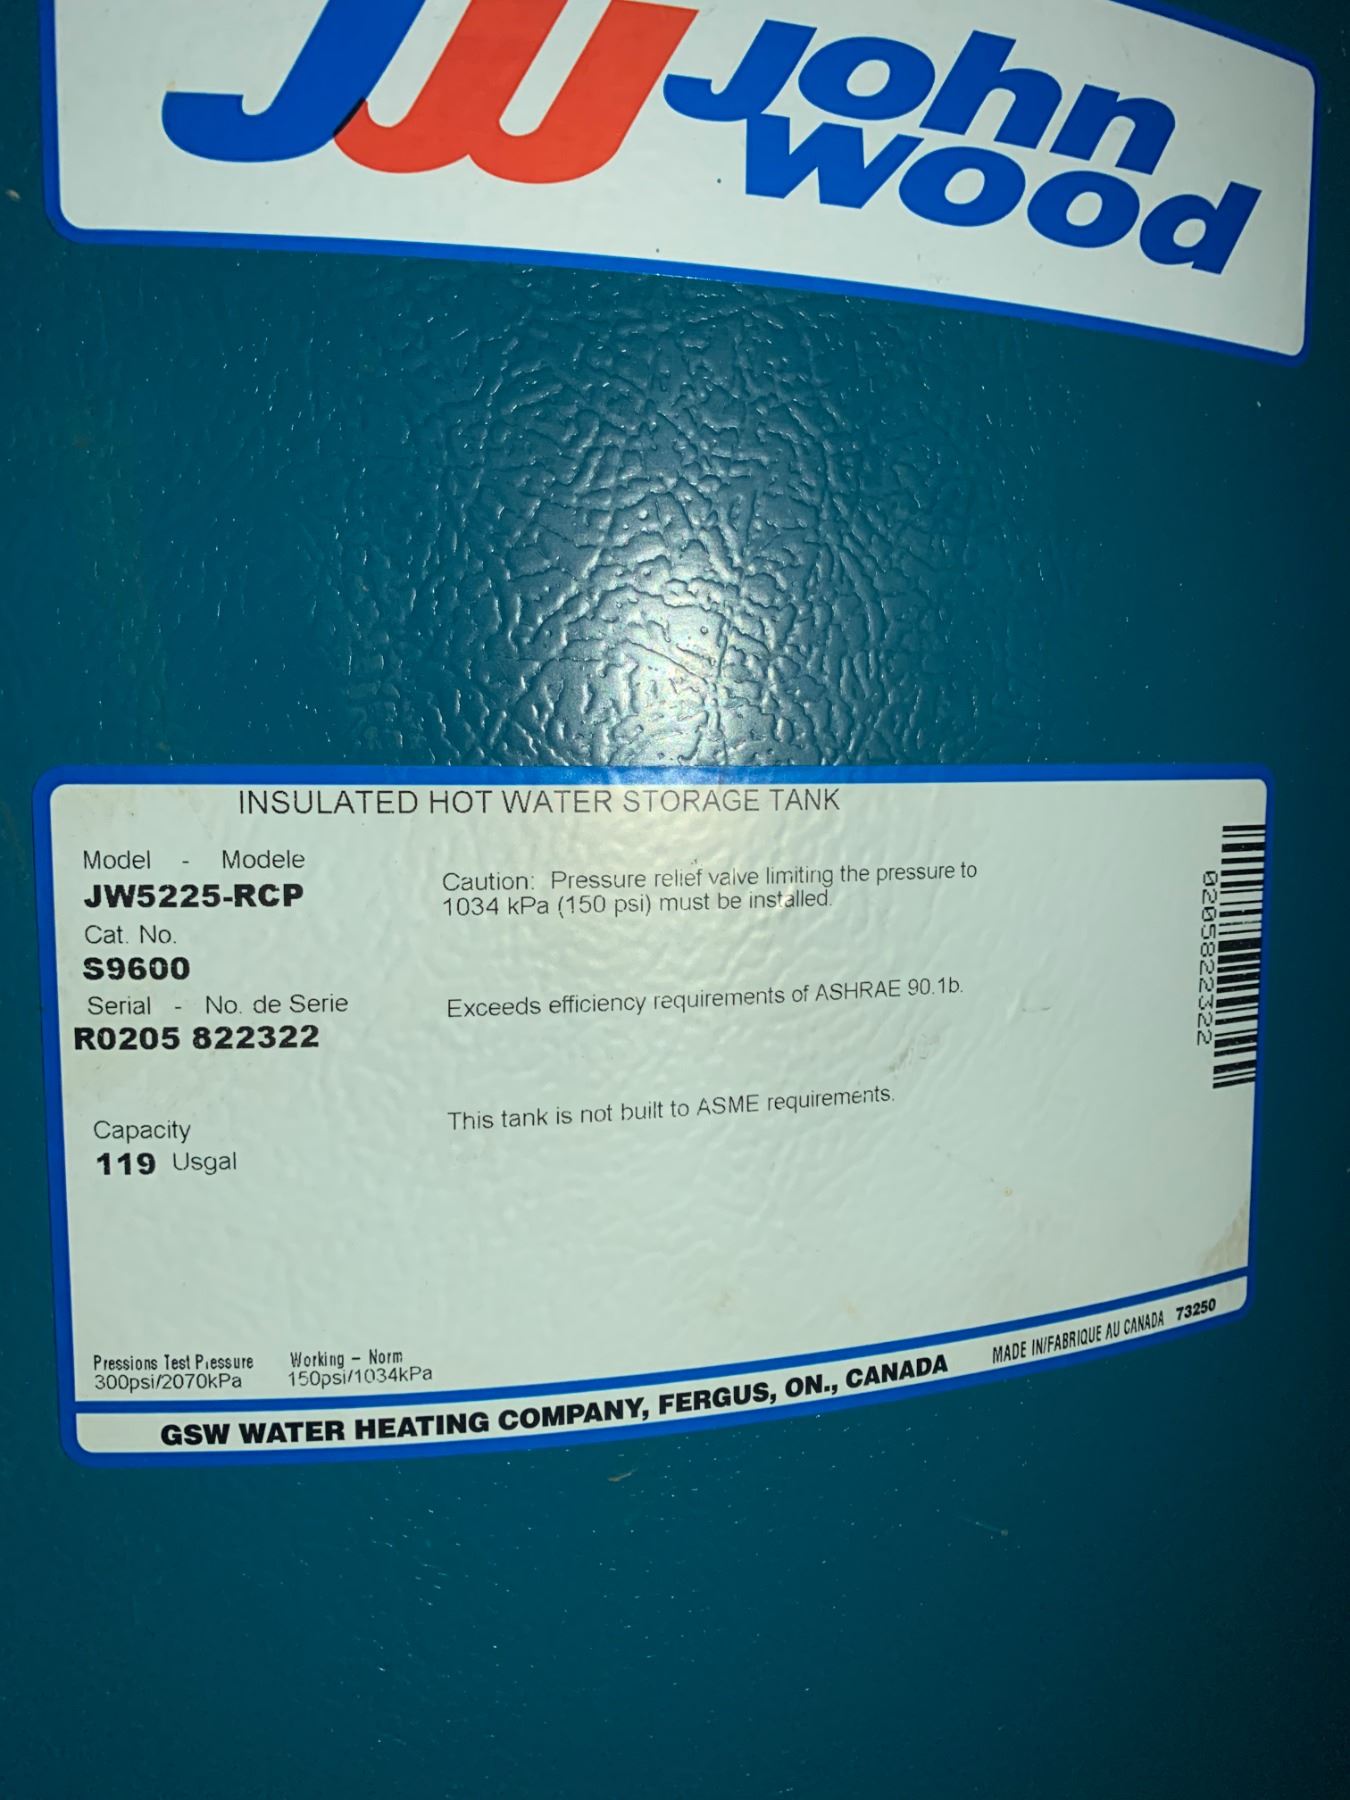 JW John
Wood
INSULATED HOT WATER STORAGE TANK
Model - Modele
JW5225-RCP
Cat. No.
S9600
Serial - No. de Serie
R0205 822322
Capacity
119 Usgal
Caution: Pressure relief valve limiting the pressure to
1034 kPa (150 psi) must be installed.
Exceeds efficiency requirements of ASHRAE 90.1b.
This tank is not built to ASME requirements.
0205822322
Pressions Test Pressure
300psi/2070kPa
Working - Norm
150psi/1034kPa
GSW WATER HEATING COMPANY, FERGUS, ON., CANADA
MADE IN/FABRIQUE AU CANADA 73250